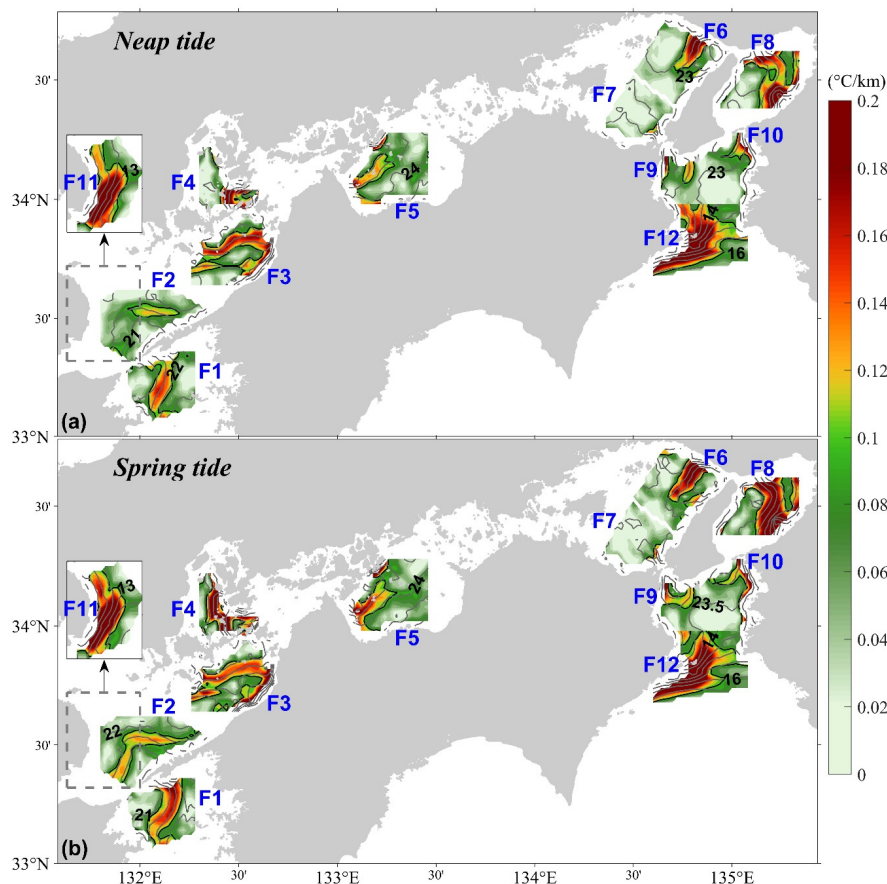 Neap tide
F6
F8
(°C/km)
30'
23
F7
0.2
0.18
F10
13
F4
24
F9
23
F11
34°N
0.16
F5
14
F12
16
0.14
F3
F2
30'
21
22
F1
0.12
(a)
33°N
0.1
Spring tide
F6
F8
30'
F7
0.08
F10
13
F4
24
F9
23.5
F11
34°N
0.06
F5
14
F12
16
0.04
F3
F2
22
30'
0.02
F1
21
(b)
33°N
0
132°E
30'
133°E
30'
134°E
30'
135°E